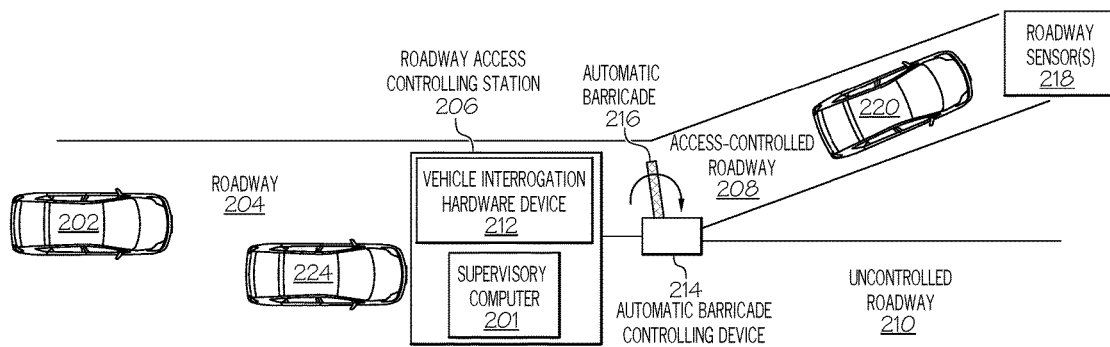 ROADWAY ACCESS
CONTROLLING STATION
206
AUTOMATIC
BARRICADE
216
ROADWAY
SENSOR(S)
218
220
ACCESS-CONTROLLED
ROADWAY
208
ROADWAY
204
202
224
VEHICLE INTERROGATION
HARDWARE DEVICE
212
SUPERVISORY
COMPUTER
201
214
AUTOMATIC BARRICADE
CONTROLLING DEVICE
UNCONTROLLED
ROADWAY
210